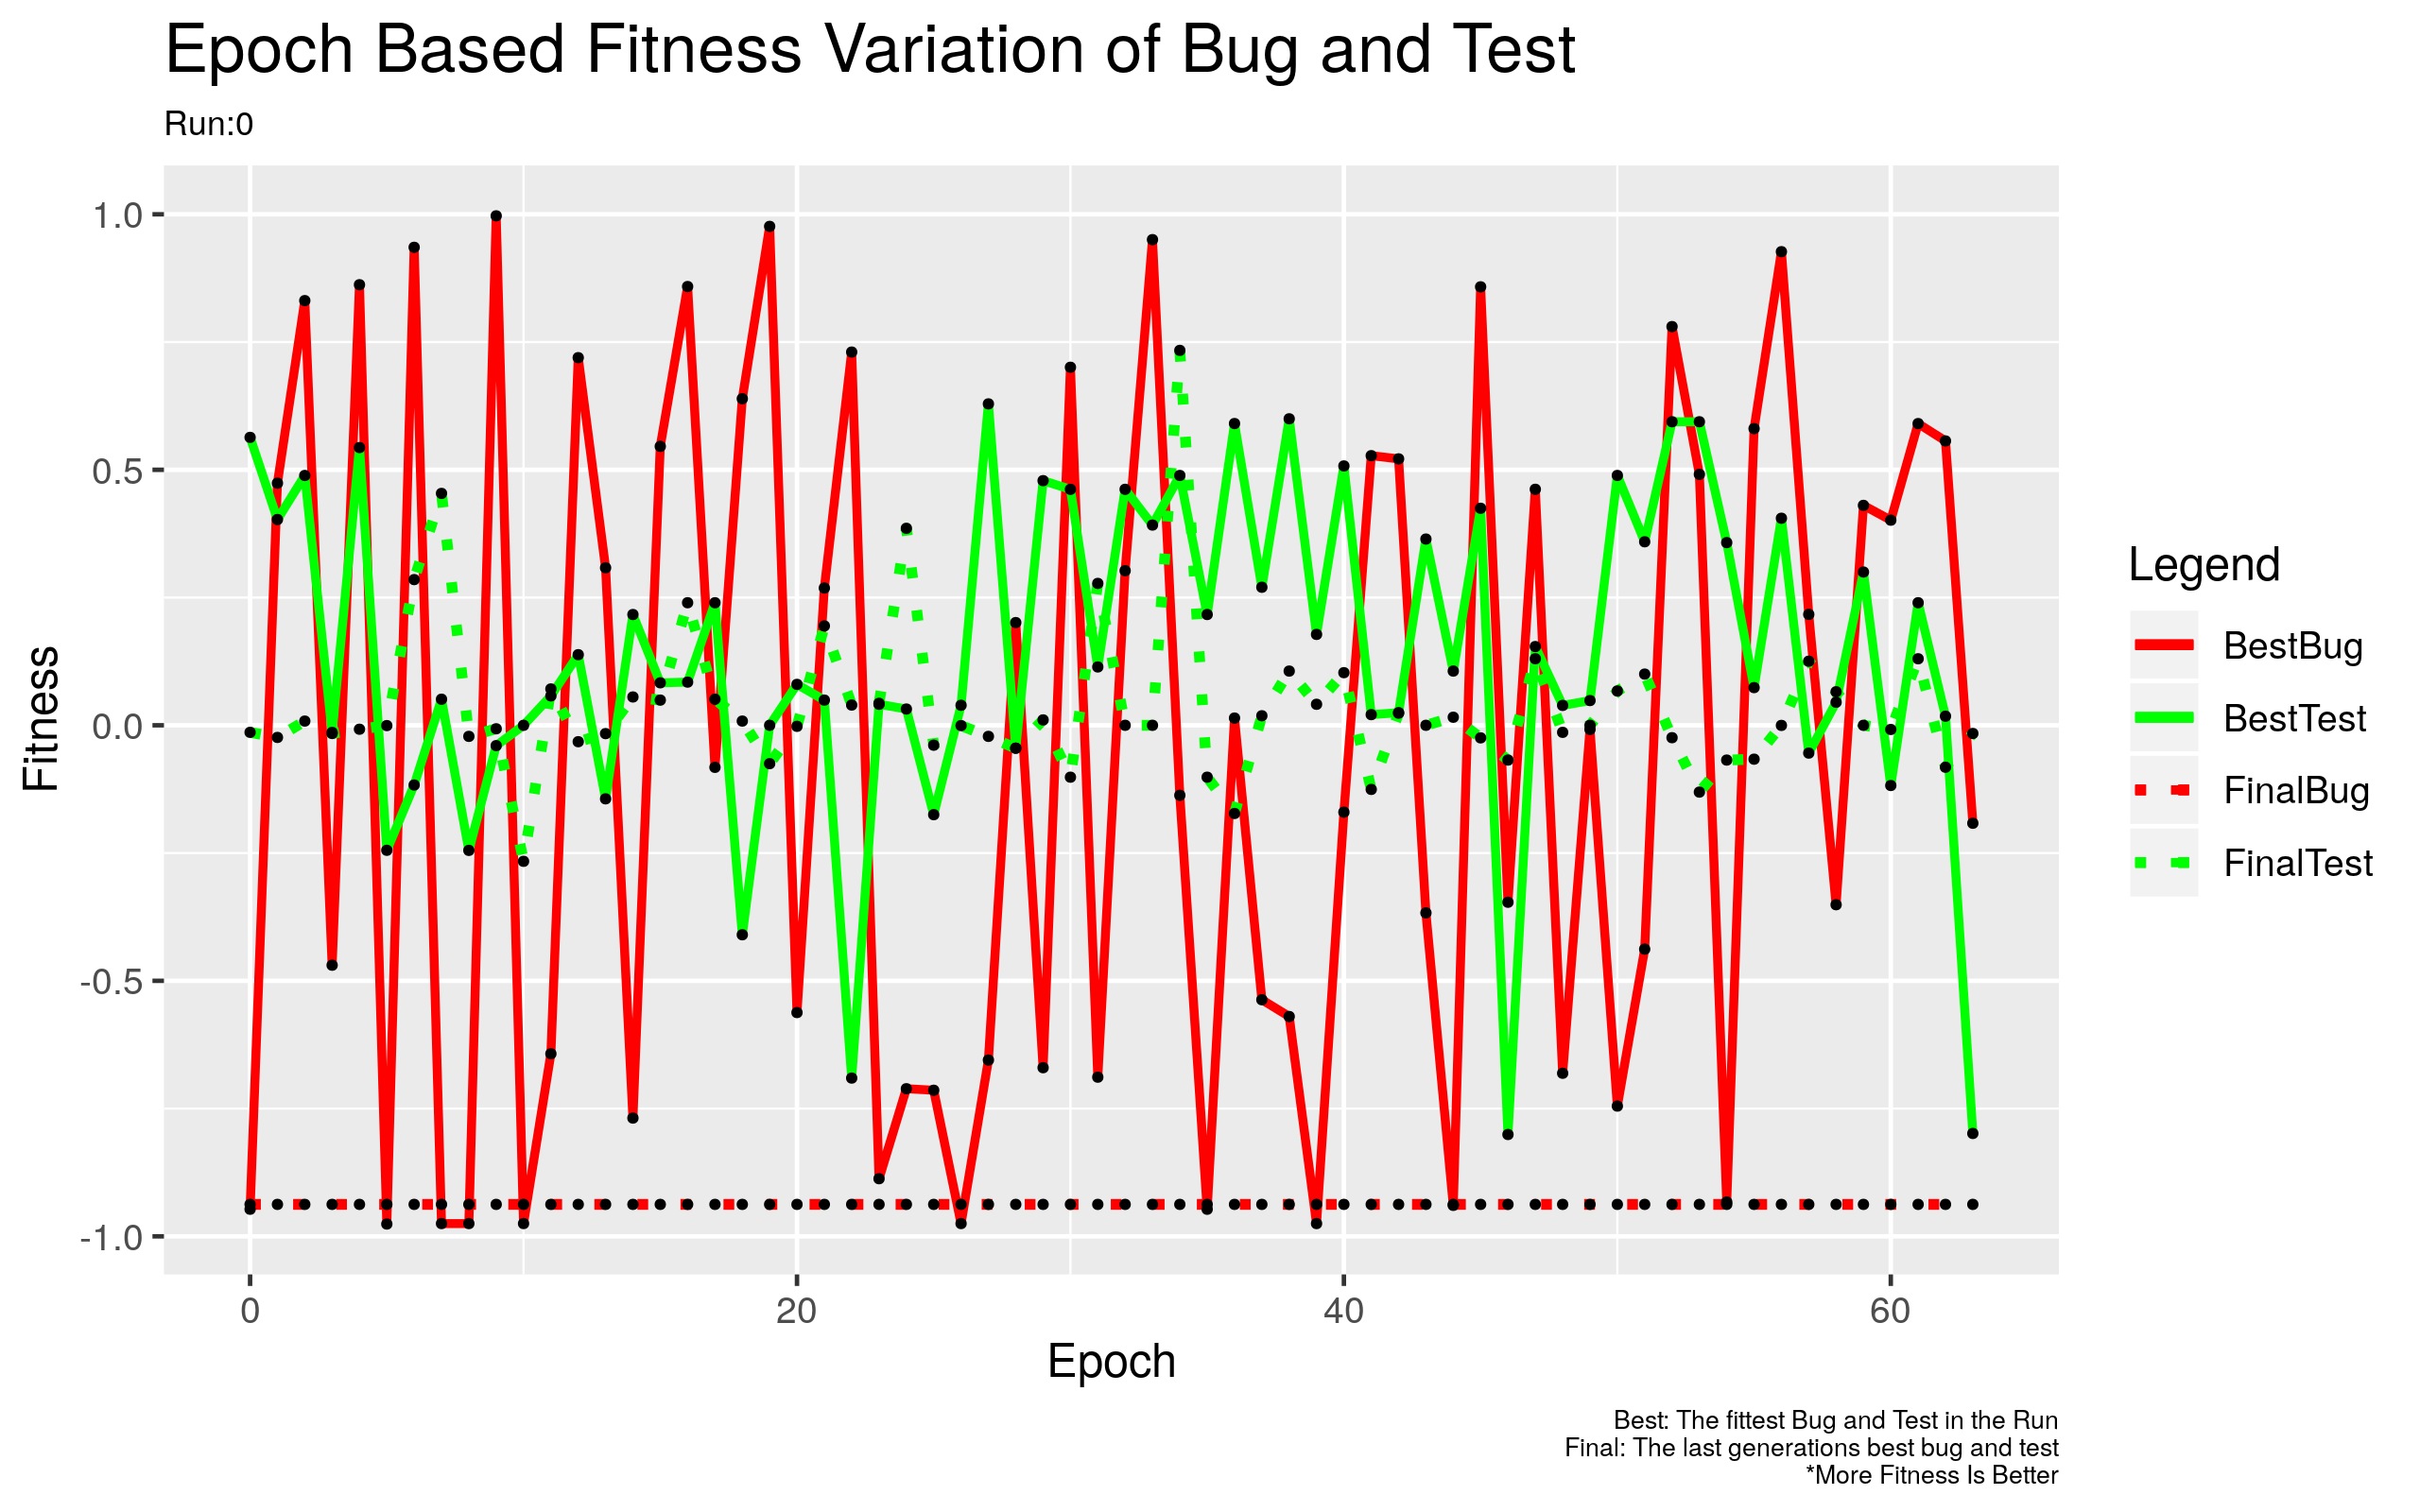 Epoch Based Fitness Variation of Bug and Test
Run:0
1.0
0.5
0.0
-0.5
-1.0
Fitness
0
20
40
60
Epoch
Legend
BestBug
BestTest
FinalBug
FinalTest
Best: The fittest Bug and Test in the Run
Final: The last generations best bug and test
*More Fitness Is Better